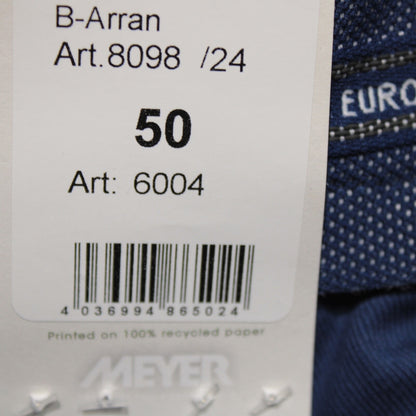 B-Arran
Art.8098 /24
EURO
50
Art: 6004
4 036994 865024
Printed on 100% recycled paper
MEYER